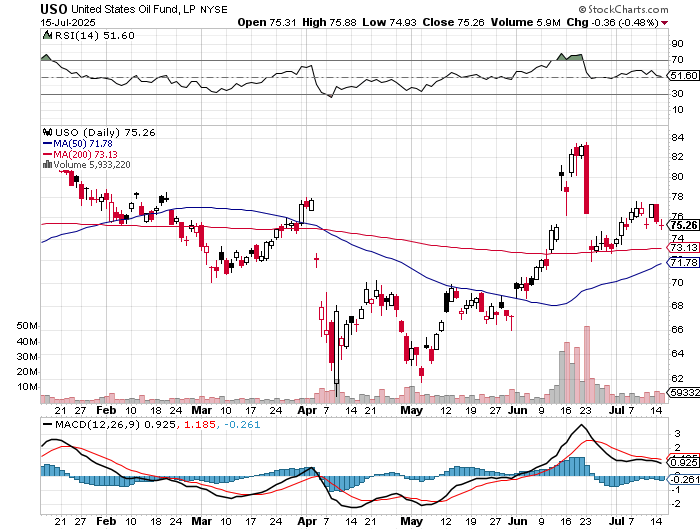 USO United States Oil Fund, LP NYSE
© StockCharts.com
15-Jul-2025
Open 75.31 High 75.88 Low 74.93 Close 75.26 Volume 5.9M Chg -0.36 (-0.48%)
RSI(14) 51.60
90
70
51.60
30
10
USO (Daily) 75.26
MA(50) 71.78
MA(200) 73.13
Volume 5,933,220
84
82
80
78
76
75.26
74
73.13
71.78
70
68
66
64
62
50M
40M
30M
20M
10M
59332
21 27 Feb 10 18 24 Mar 10 17 24 Apr 7 14 21 May 12 19 27 Jun 9 16 23 Jul 7 14
MACD(12,26,9) 0.925, 1.185, -0.261
3
2
0.925
-0.261
-1
-2
21 27 Feb 10 18 24 Mar 10 17 24 Apr 7 14 21 May 12 19 27 Jun 9 16 23 Jul 7 14